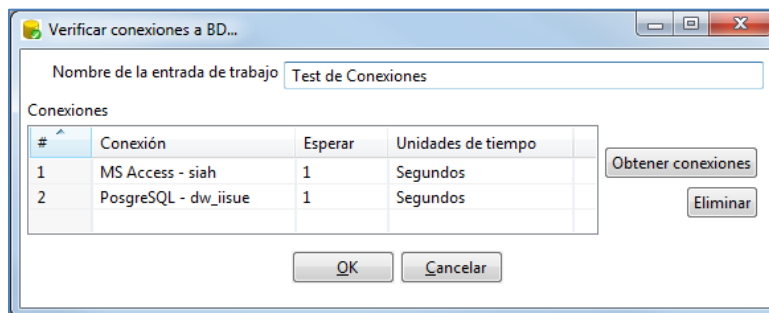 Verificar conexiones a BD...
Nombre de la entrada de trabajo Test de Conexiones
Conexiones
# Conexión Esperar Unidades de tiempo
1 MS Access - siah 1 Segundos
2 PosgreSQL - dw_iisue 1 Segundos
Obtener conexiones
Eliminar
OK Cancelar